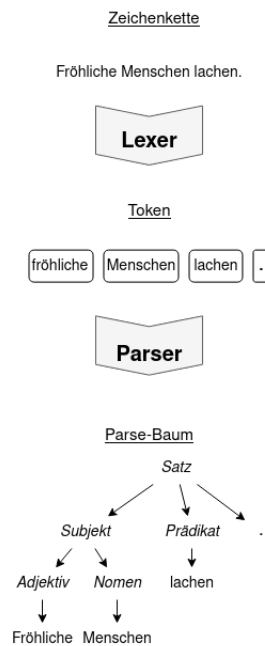 Zeichenkette
Fröhliche Menschen lachen.
Lexer
Token
fröhliche Menschen lachen .
Parser
Parse-Baum
Satz
Subjekt Prädikat .
Adjektiv Nomen lachen
Fröhliche Menschen